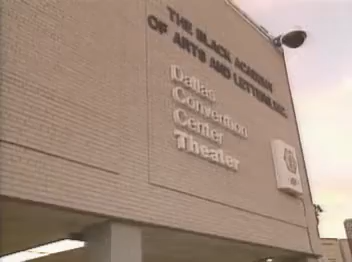 THE BLACK ACADEMY
OF ARTS AND LETTERS, INC.
Dallas
Convention
Center
Theater